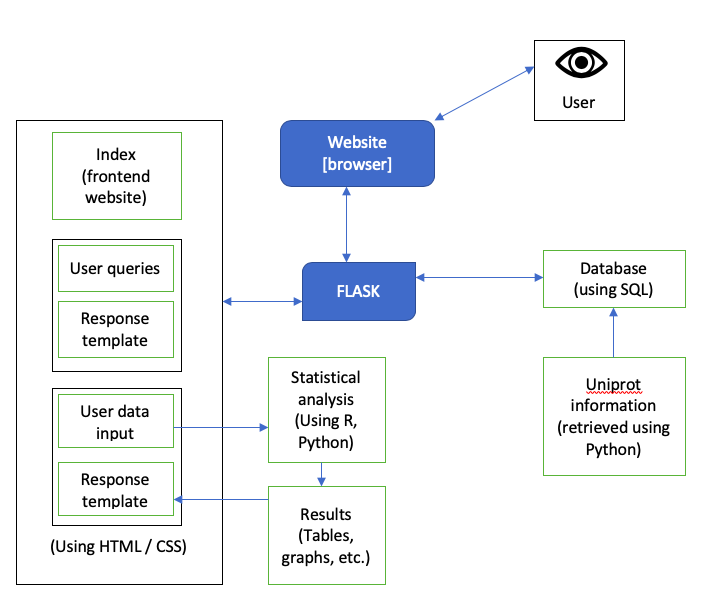 User
Website
[browser]
Index
(frontend
website)
User queries
Response
template
FLASK
Database
(using SQL)
Uniprot
information
(retrieved using
Python)
Statistical
analysis
(Using R,
Python)
User data
input
Response
template
Results
(Tables,
graphs, etc.)
(Using HTML / CSS)